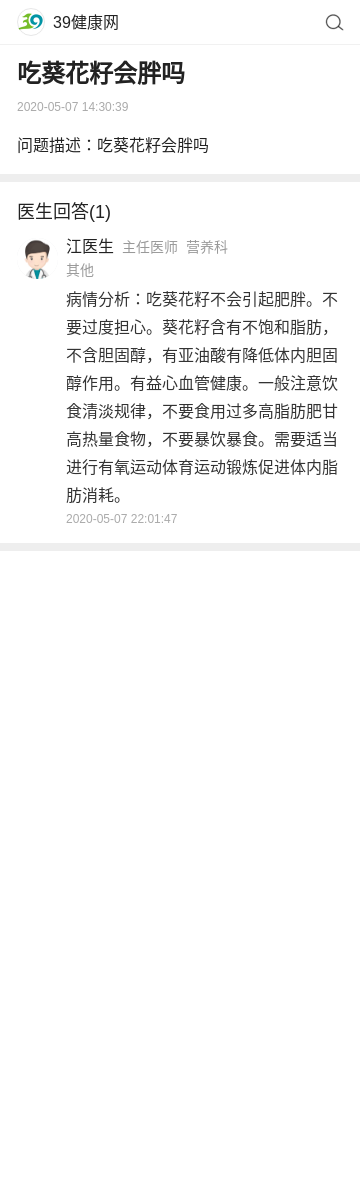 39健康网
吃葵花籽会胖吗
2020-05-07 14:30:39
问题描述：吃葵花籽会胖吗
医生回答(1)
江医生 主任医师 营养科
其他
病情分析：吃葵花籽不会引起肥胖。不
要过度担心。葵花籽含有不饱和脂肪，
不含胆固醇，有亚油酸有降低体内胆固
醇作用。有益心血管健康。一般注意饮
食清淡规律，不要食用过多高脂肪肥甘
高热量食物，不要暴饮暴食。需要适当
进行有氧运动体育运动锻炼促进体内脂
肪消耗。
2020-05-07 22:01:47